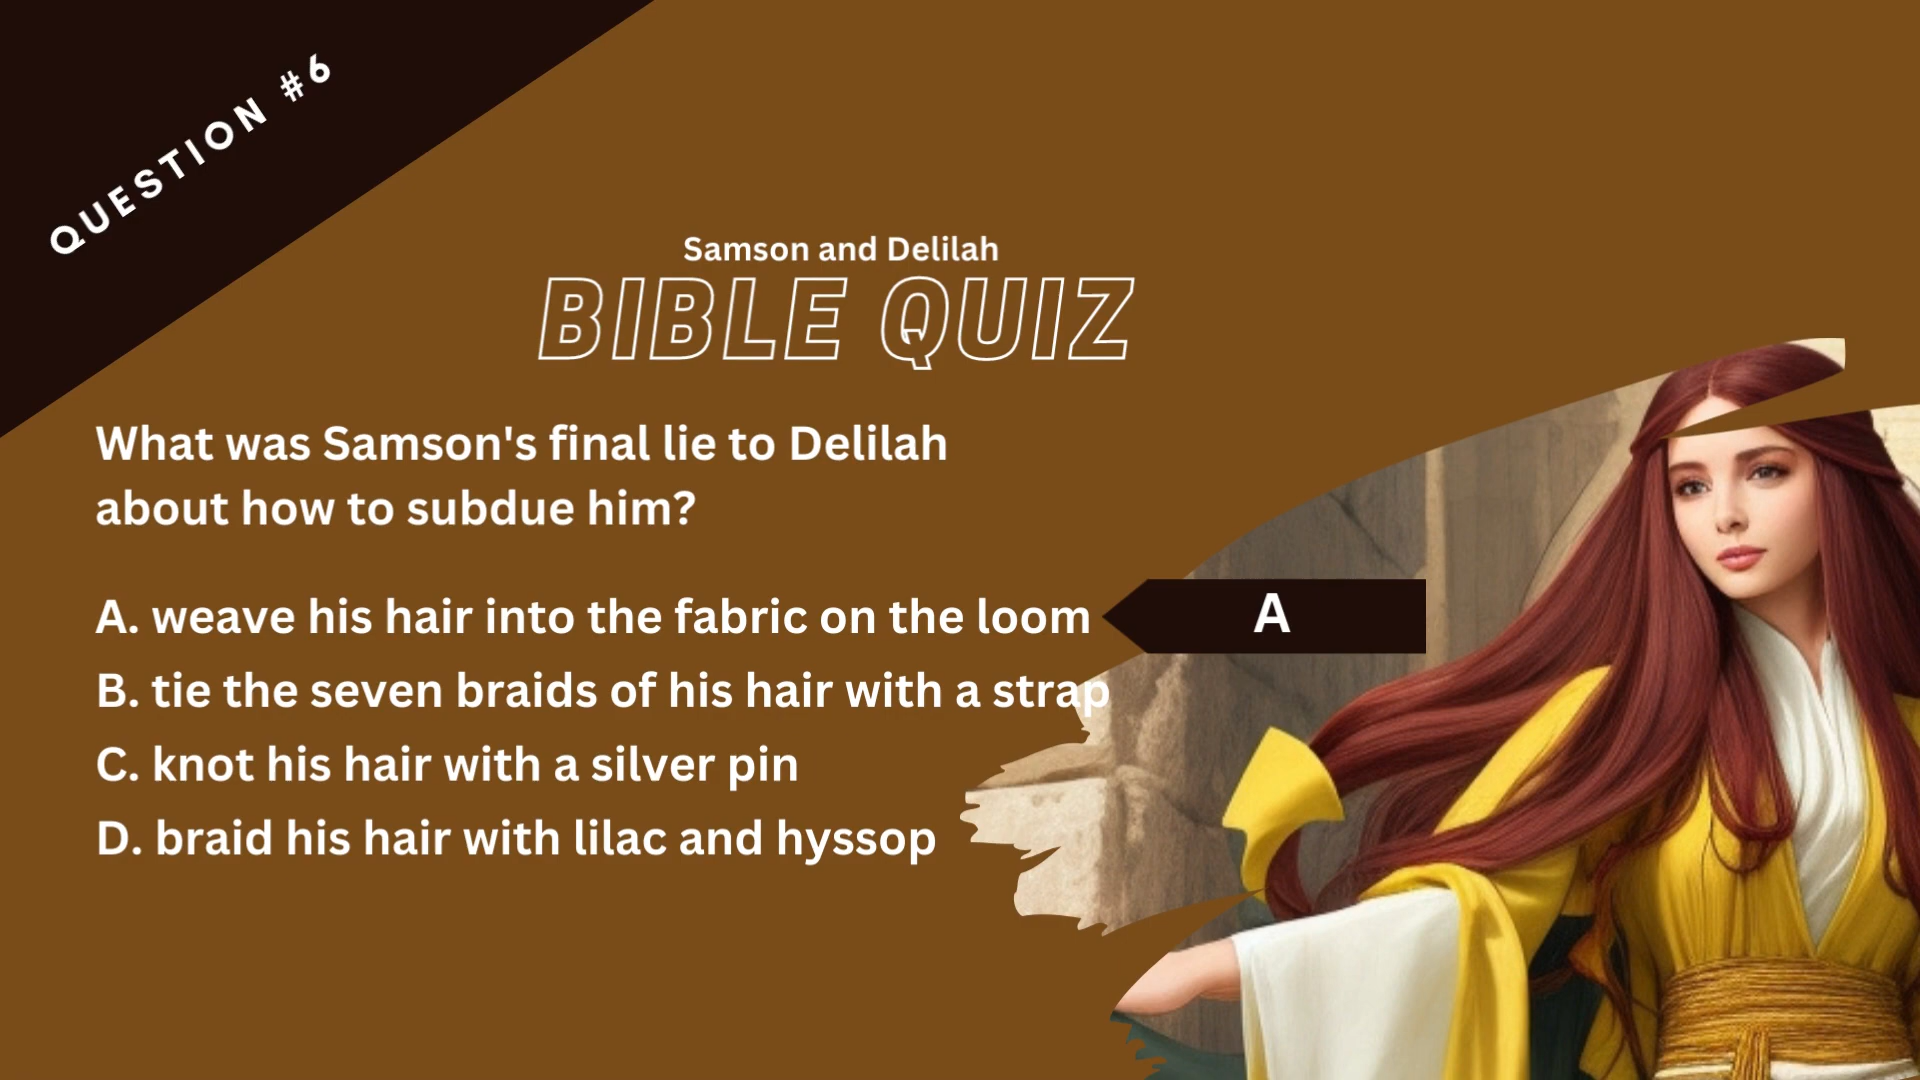 QUESTION #6
Samson and Delilah
BIBLE QUIZ
What was Samson's final lie to Delilah
about how to subdue him?
A. weave his hair into the fabric on the loom
A
B. tie the seven braids of his hair with a strap
C. knot his hair with a silver pin
D. braid his hair with lilac and hyssop